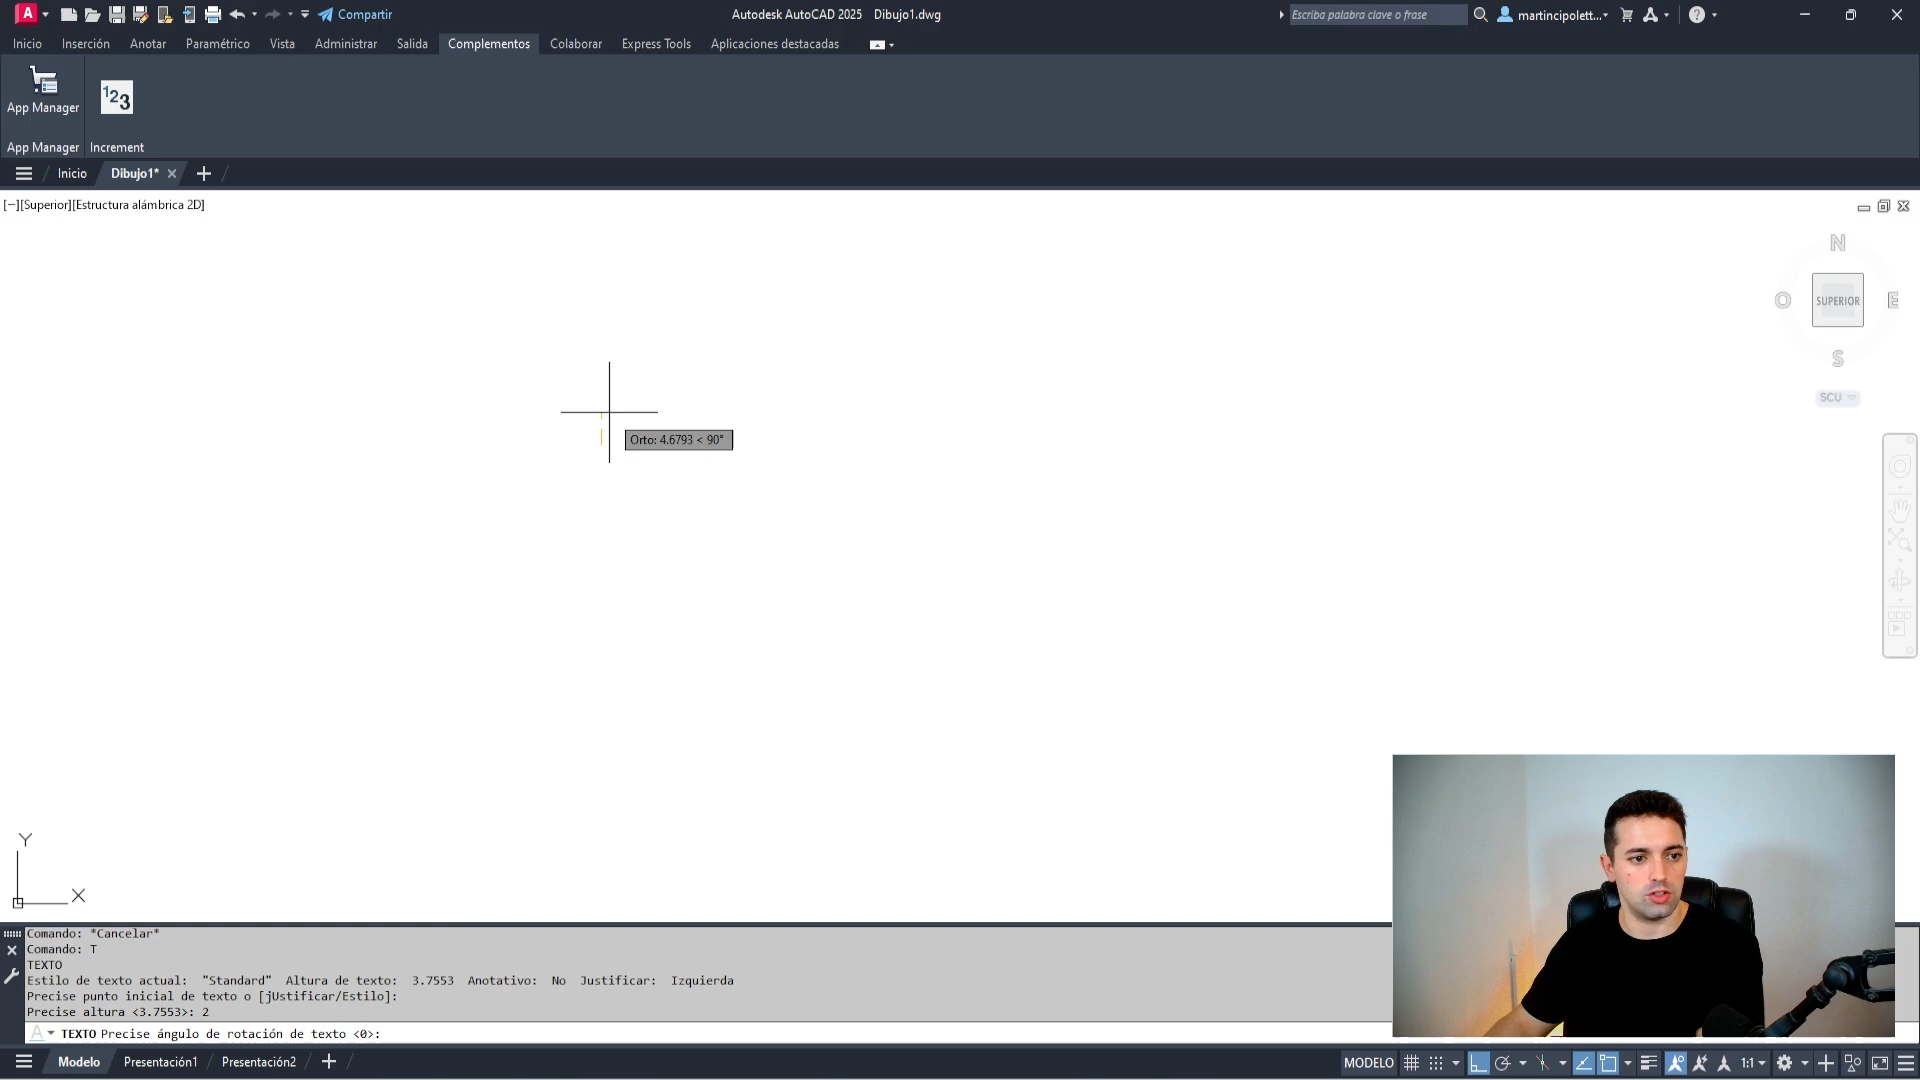 A
Compartir
Autodesk AutoCAD 2025 Dibujo1.dwg
Escriba palabra clave o frase
martincipolett...
Inicio Inserción Anotar Paramétrico Vista Administrar Salida Complementos Colaborar Express Tools Aplicaciones destacadas
App Manager
123
App Manager Increment
Inicio Dibujo1*
[−][Superior][Estructura alámbrica 2D]
N
O SUPERIOR E
S
SCU
Orto: 4.6793 < 90°
Y
X
Comando: *Cancelar*
Comando: T
TEXTO
Estilo de texto actual: "Standard" Altura de texto: 3.7553 Anotativo: No Justificar: Izquierda
Precise punto inicial de texto o [jUstificar/Estilo]:
Precise altura <3.7553>: 2
TEXTO Precise ángulo de rotación de texto <0>:
Modelo Presentación1 Presentación2
MODELO 1:1